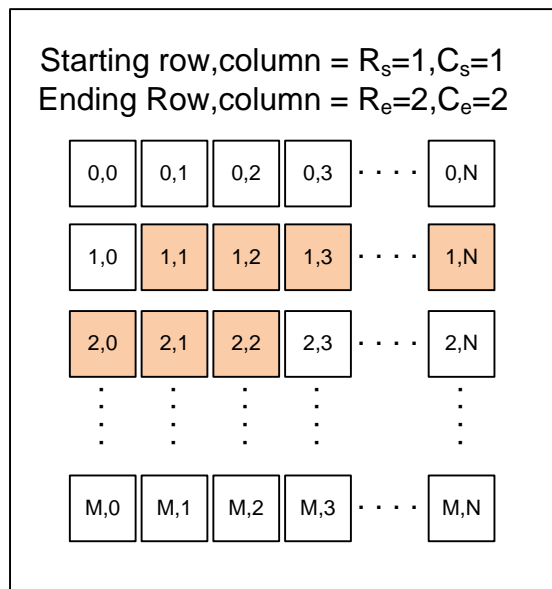 Starting row,column = Rₛ=1,Cₛ=1
Ending Row,column = Rₑ=2,Cₑ=2
0,0 0,1 0,2 0,3 · · · · 0,N
1,0 1,1 1,2 1,3 · · · · 1,N
2,0 2,1 2,2 2,3 · · · · 2,N
M,0 M,1 M,2 M,3 · · · · M,N